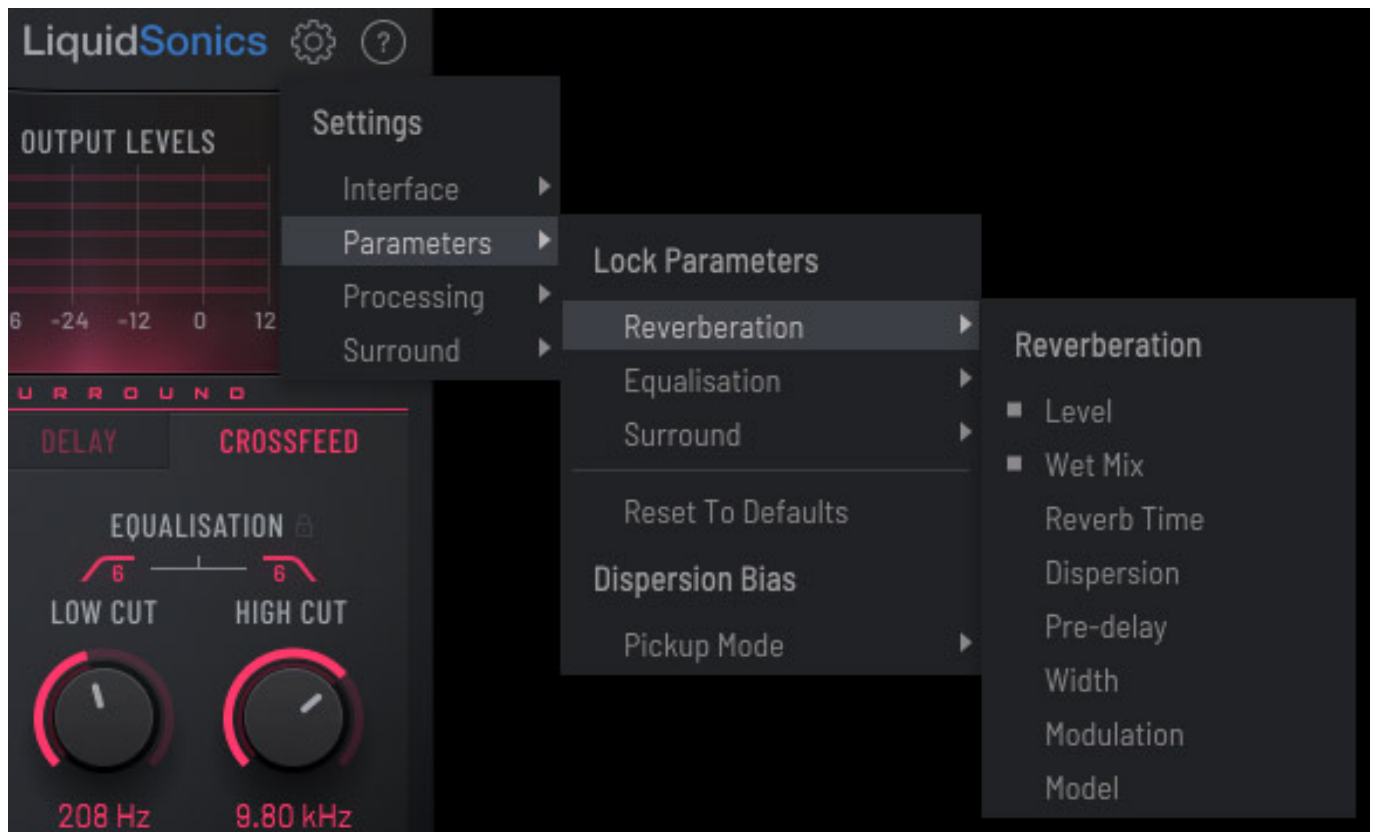 LiquidSonics ?
OUTPUT LEVELS
6 -24 -12 0 12
URROUND
DELAY CROSSFEED
EQUALISATION
6 6
LOW CUT HIGH CUT
208 Hz 9.80 kHz
Settings
Interface
Parameters
Processing
Surround
Lock Parameters
Reverberation
Equalisation
Surround
Reset To Defaults
Dispersion Bias
Pickup Mode
Reverberation
Level
Wet Mix
Reverb Time
Dispersion
Pre-delay
Width
Modulation
Model